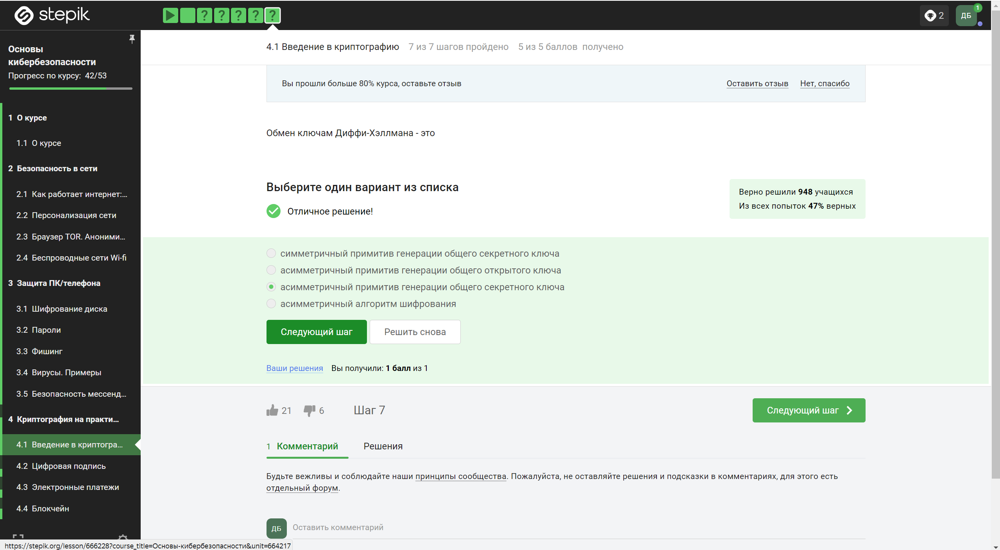 stepik
? ? ? ? ?
2
ДБ
1
Основы
кибербезопасности
Прогресс по курсу: 42/53
1 О курсе
1.1 О курсе
2 Безопасность в сети
2.1 Как работает интернет:...
2.2 Персонализация сети
2.3 Браузер TOR. Анонími...
2.4 Беспроводные сети Wi-fi
3 Защита ПК/телефона
3.1 Шифрование диска
3.2 Пароли
3.3 Фишинг
3.4 Вирусы. Примеры
3.5 Безопасность мессенд...
4 Криптография на практи...
4.1 Введение в криптогра...
4.2 Цифровая подпись
4.3 Электронные платежи
4.4 Блокчейн
4.1 Введение в криптографию 7 из 7 шагов пройдено 5 из 5 баллов получено
Вы прошли больше 80% курса, оставьте отзыв Оставить отзыв Нет, спасибо
Обмен ключам Диффи-Хэллмана - это
Выберите один вариант из списка
Отличное решение!
Верно решили 948 учащихся
Из всех попыток 47% верных
симметричный примитив генерации общего секретного ключа
асимметричный примитив генерации общего открытого ключа
асимметричный примитив генерации общего секретного ключа
асимметричный алгоритм шифрования
Следующий шаг Решить снова
Ваши решения Вы получили: 1 балл из 1
21 6 Шаг 7 Следующий шаг
1 Комментарий Решения
Будьте вежливы и соблюдайте наши принципы сообщества. Пожалуйста, не оставляйте решения и подсказки в комментариях, для этого есть
отдельный форум.
ДБ Оставить комментарий
https://stepik.org/lesson/666228?course_title=Основы-кибербезопасности&unit=664217